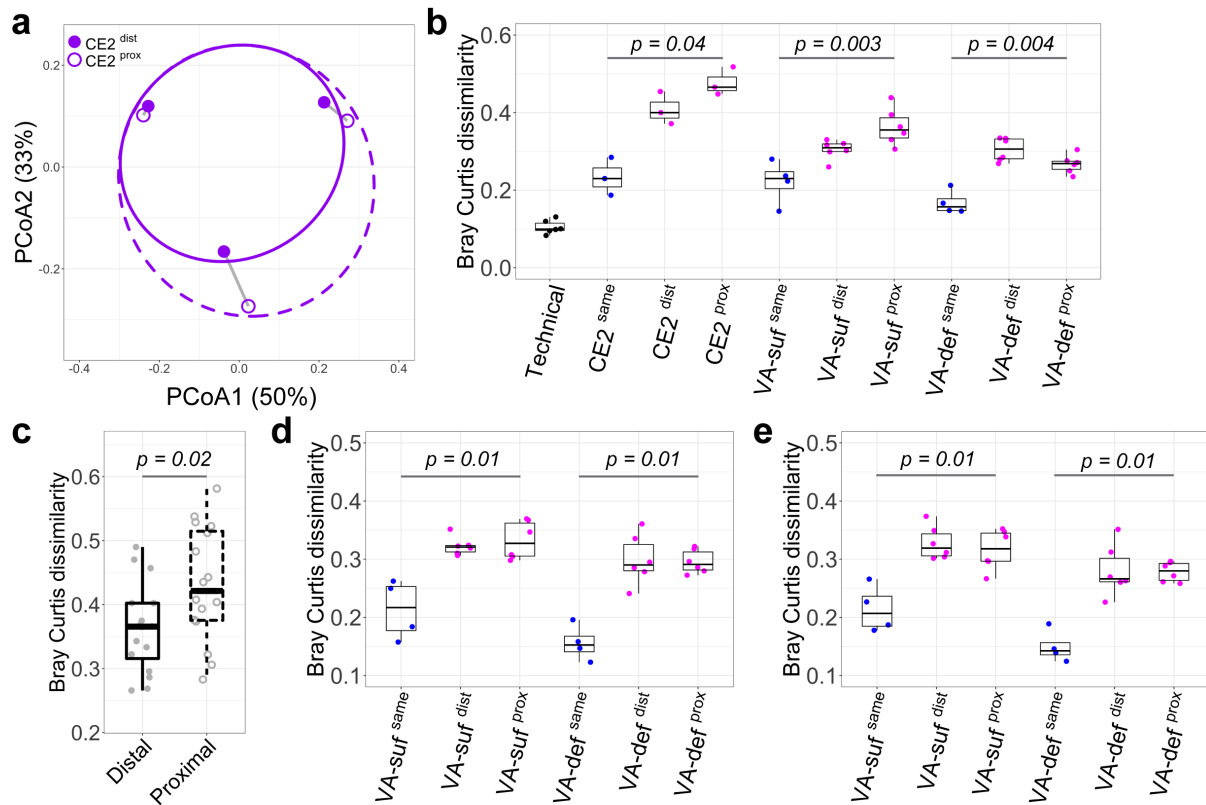 a
CE2 dist
CE2 prox
PCoA2 (33%)
0.2
0.0
-0.2
-0.4
-0.2
0.0
0.2
0.4
PCoA1 (50%)
b
Bray Curtis dissimilarity
0.6
0.4
0.2
0.0
p = 0.04
p = 0.003
p = 0.004
Technical
CE2 same
CE2 dist
CE2 prox
VA-suf same
VA-suf dist
VA-suf prox
VA-def same
VA-def dist
VA-def prox
c
Bray Curtis dissimilarity
0.6
0.5
0.4
0.3
0.2
p = 0.02
Distal
Proximal
d
Bray Curtis dissimilarity
0.5
0.4
0.3
0.2
0.1
p = 0.01
p = 0.01
VA-suf same
VA-suf dist
VA-suf prox
VA-def same
VA-def dist
VA-def prox
e
Bray Curtis dissimilarity
0.5
0.4
0.3
0.2
0.1
p = 0.01
p = 0.01
VA-suf same
VA-suf dist
VA-suf prox
VA-def same
VA-def dist
VA-def prox